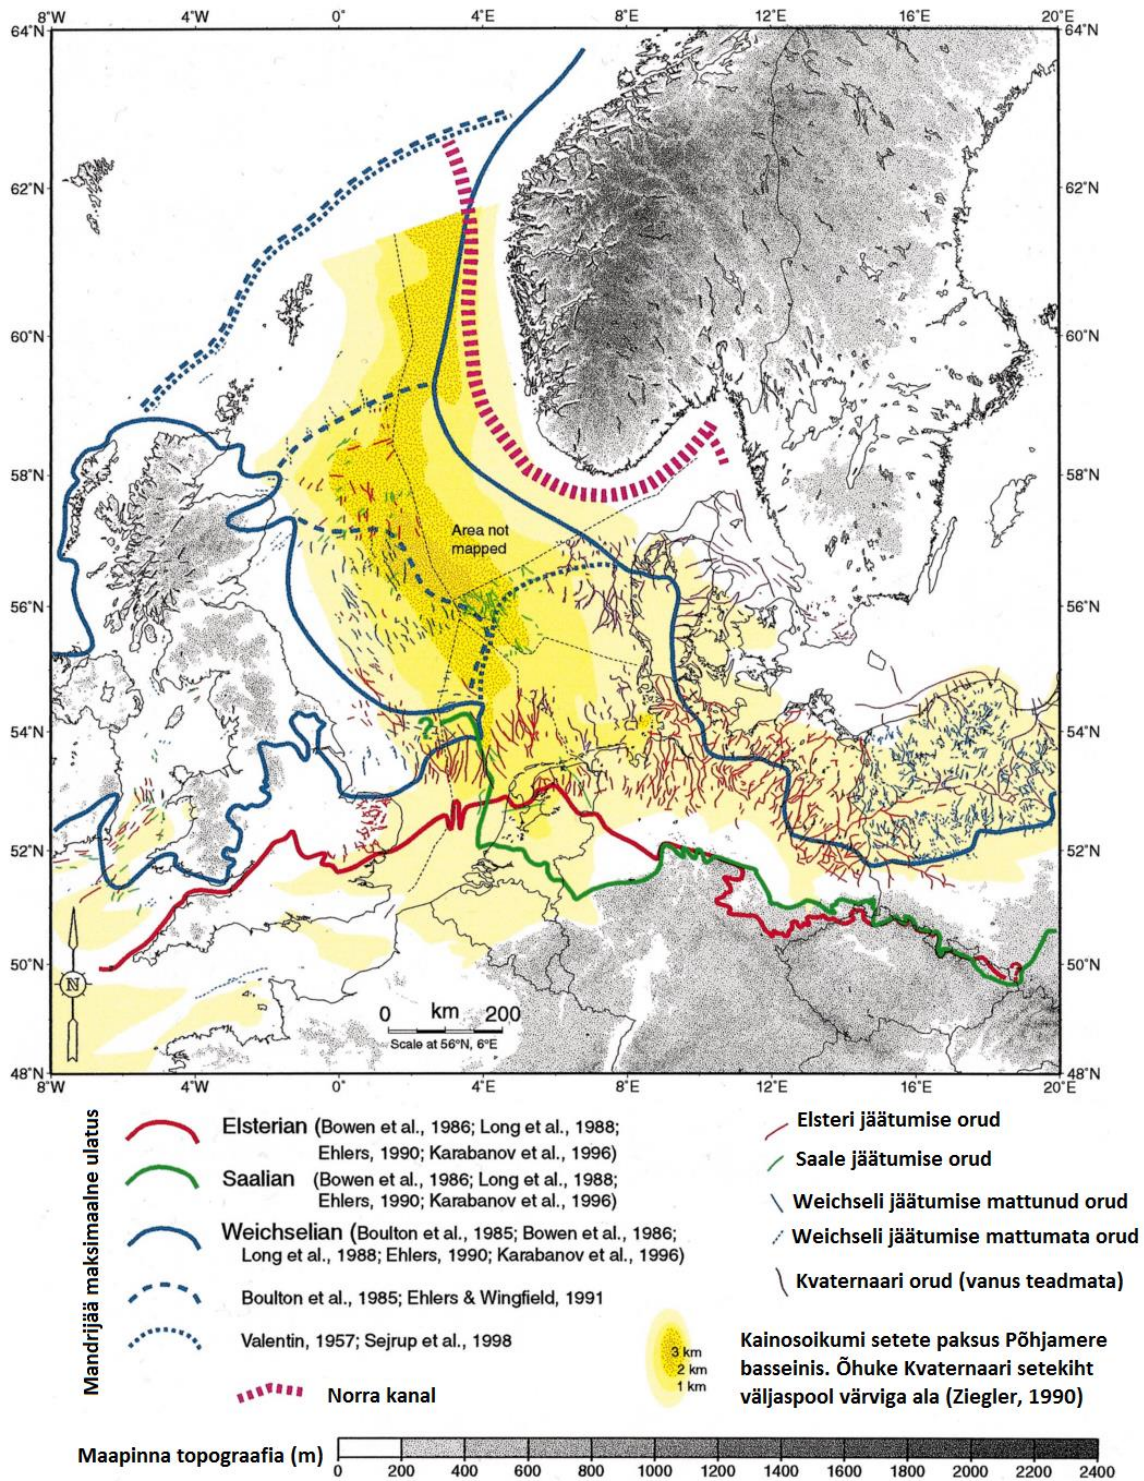 8°W 4°W 0° 4°E 8°E 12°E 16°E 20°E
64°N 64°N
62°N 62°N
60°N 60°N
58°N 58°N
Area not
mapped
56°N 56°N
?
54°N 54°N
52°N 52°N
50°N 50°N
N
0 km 200
Scale at 56°N, 6°E
48°N 48°N
8°W 4°W 0° 4°E 8°E 12°E 16°E 20°E
Mandrijää maksimaalne ulatus
Elsterian (Bowen et al., 1986; Long et al., 1988;
Ehlers, 1990; Karabanov et al., 1996)
Saalian (Bowen et al., 1986; Long et al., 1988;
Ehlers, 1990; Karabanov et al., 1996)
Weichselian (Boulton et al., 1985; Bowen et al., 1986;
Long et al., 1988; Ehlers, 1990; Karabanov et al., 1996)
Boulton et al., 1985; Ehlers & Wingfield, 1991
Valentin, 1957; Sejrup et al., 1998
Norra kanal
Elsteri jäätumise orud
Saale jäätumise orud
Weichseli jäätumise mattunud orud
Weichseli jäätumise mattumata orud
Kvaternaari orud (vanus teadmata)
3 km
2 km
1 km
Kainosoikumi setete paksus Põhjamere
basseinis. Õhuke Kvaternaari setekiht
väljaspool värviga ala (Ziegler, 1990)
Maapinna topograafia (m)
0 200 400 600 800 1000 1200 1400 1600 1800 2000 2200 2400